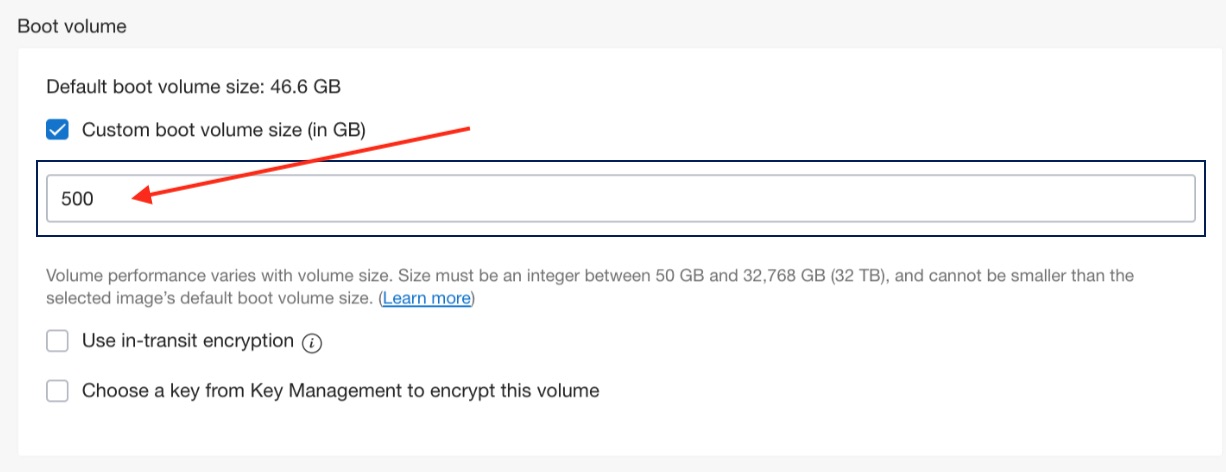 Boot volume
Default boot volume size: 46.6 GB
Custom boot volume size (in GB)
500
Volume performance varies with volume size. Size must be an integer between 50 GB and 32,768 GB (32 TB), and cannot be smaller than the
selected image's default boot volume size. (Learn more)
Use in-transit encryption i
Choose a key from Key Management to encrypt this volume